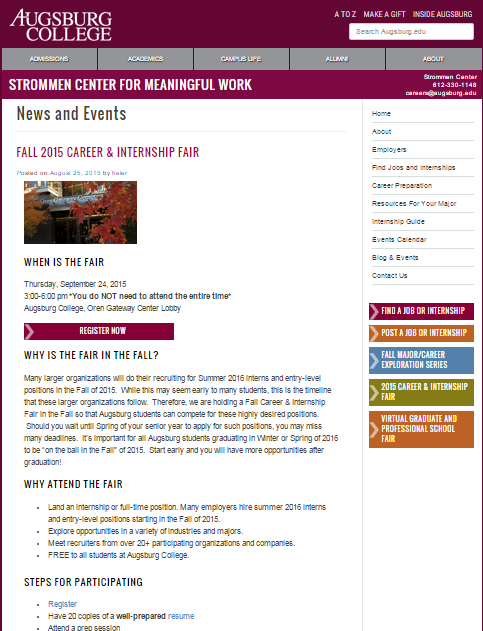 AUGSBURG
COLLEGE
A TO Z MAKE A GIFT INSIDE AUGSBURG
Search Augsburg.edu
ADMISSIONS ACADEMICS CAMPUS LIFE ALUMNI ABOUT
STROMMEN CENTER FOR MEANINGFUL WORK
Strommen Center
612-330-1148
careers@augsburg.edu
News and Events
FALL 2015 CAREER & INTERNSHIP FAIR
Posted on August 25, 2015 by haier
WHEN IS THE FAIR
Thursday, September 24, 2015
3:00-6:00 pm *You do NOT need to attend the entire time*
Augsburg College, Oren Gateway Center Lobby
REGISTER NOW
WHY IS THE FAIR IN THE FALL?
Many larger organizations will do their recruiting for Summer 2016 interns and entry-level
positions in the Fall of 2015. While this may seem early to many students, this is the timeline
that these larger organizations follow. Therefore, we are holding a Fall Career & Internship
Fair in the Fall so that Augsburg students can compete for these highly desired positions.
Should you wait until Spring of your senior year to apply for such positions, you may miss
many deadlines. It's important for all Augsburg students graduating in Winter or Spring of 2016
to be "on the ball in the Fall" of 2015. Start early and you will have more opportunities after
graduation!
WHY ATTEND THE FAIR
• Land an internship or full-time position. Many employers hire summer 2016 interns
and entry-level positions starting in the Fall of 2015.
• Explore opportunities in a variety of industries and majors.
• Meet recruiters from over 20+ participating organizations and companies.
• FREE to all students at Augsburg College.
STEPS FOR PARTICIPATING
• Register
• Have 20 copies of a well-prepared resume
• Attend a prep session
Home
About
Employers
Find Jobs and Internships
Career Preparation
Resources For Your Major
Internship Guide
Events Calendar
Blog & Events
Contact Us
FIND A JOB OR INTERNSHIP
POST A JOB OR INTERNSHIP
FALL MAJOR/CAREER
EXPLORATION SERIES
2015 CAREER & INTERNSHIP
FAIR
VIRTUAL GRADUATE AND
PROFESSIONAL SCHOOL
FAIR